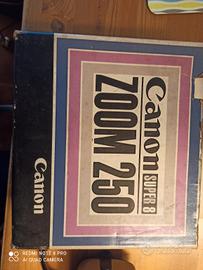 Canon SUPER 8
ZOOM 250
Canon
REDMI NOTE 8 PRO
AI QUAD CAMERA